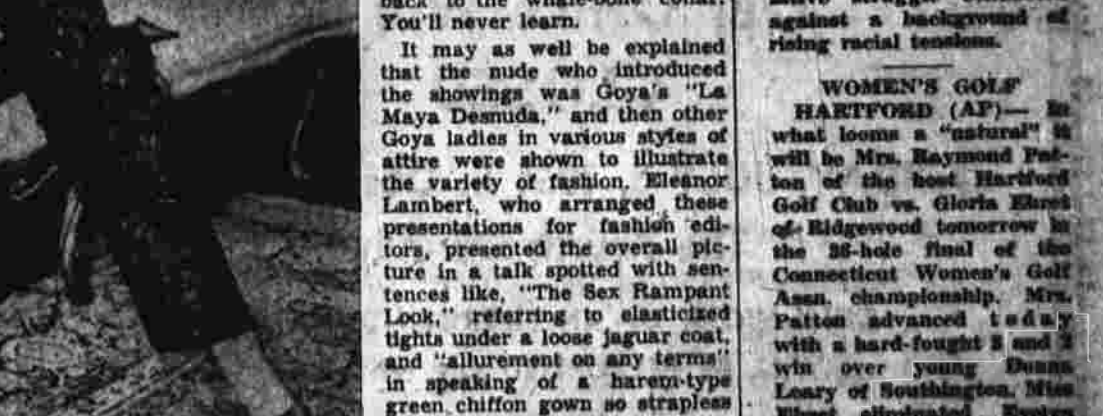 back to the whale-bone collar.
You'll never learn.
It may as well be explained
that the nude who introduced
the showings was Goya's "La
Maya Desnuda," and then other
Goya ladies in various styles of
attire were shown to illustrate
the variety of fashion. Eleanor
Lambert, who arranged these
presentations for fashion edi-
tors, presented the overall pic-
ture in a talk spotted with sen-
tences like, "The Sex Rampant
Look," referring to elasticized
tights under a loose jaguar coat,
and "allurement on any terms"
in speaking of a harem-type
green chiffon gown so strapless
against a background of
rising racial tensions.
WOMEN'S GOLF
HARTFORD (AP)— In
what looms a "natural" it
will be Mrs. Raymond Pat-
ton of the host Hartford
Golf Club vs. Gloria Ehret
of Ridgewood tomorrow in
the 36-hole final of the
Connecticut Women's Golf
Assn. championship. Mrs.
Patton advanced today
with a hard-fought 3 and 2
win over young Donna
Leary of Southington. Miss
Ehret